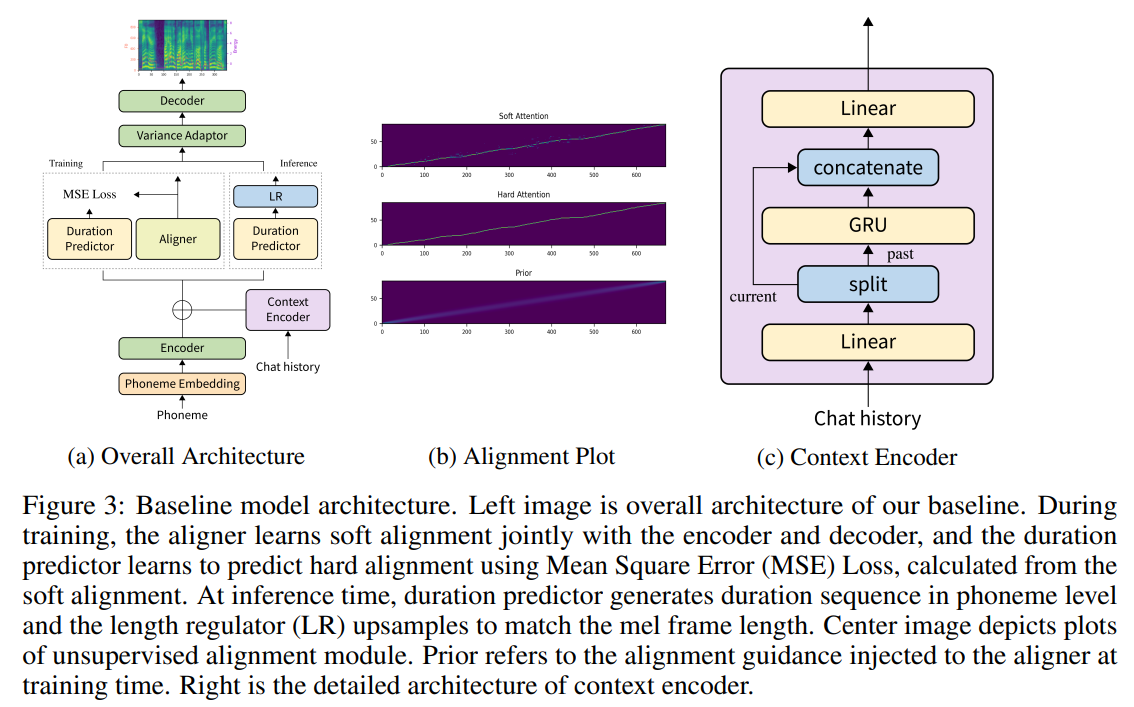 Decoder
Variance Adaptor
Training
Inference
MSE Loss
LR
Duration
Predictor
Aligner
Duration
Predictor
Context
Encoder
Encoder
Chat history
Phoneme Embedding
Phoneme
(a) Overall Architecture
Soft Attention
50
0
0 100 200 300 400 500 600
Hard Attention
50
0
0 100 200 300 400 500 600
Prior
50
0
0 100 200 300 400 500 600
(b) Alignment Plot
Linear
concatenate
GRU
past
split
current
Linear
Chat history
(c) Context Encoder
Figure 3: Baseline model architecture. Left image is overall architecture of our baseline. During
training, the aligner learns soft alignment jointly with the encoder and decoder, and the duration
predictor learns to predict hard alignment using Mean Square Error (MSE) Loss, calculated from the
soft alignment. At inference time, duration predictor generates duration sequence in phoneme level
and the length regulator (LR) upsamples to match the mel frame length. Center image depicts plots
of unsupervised alignment module. Prior refers to the alignment guidance injected to the aligner at
training time. Right is the detailed architecture of context encoder.